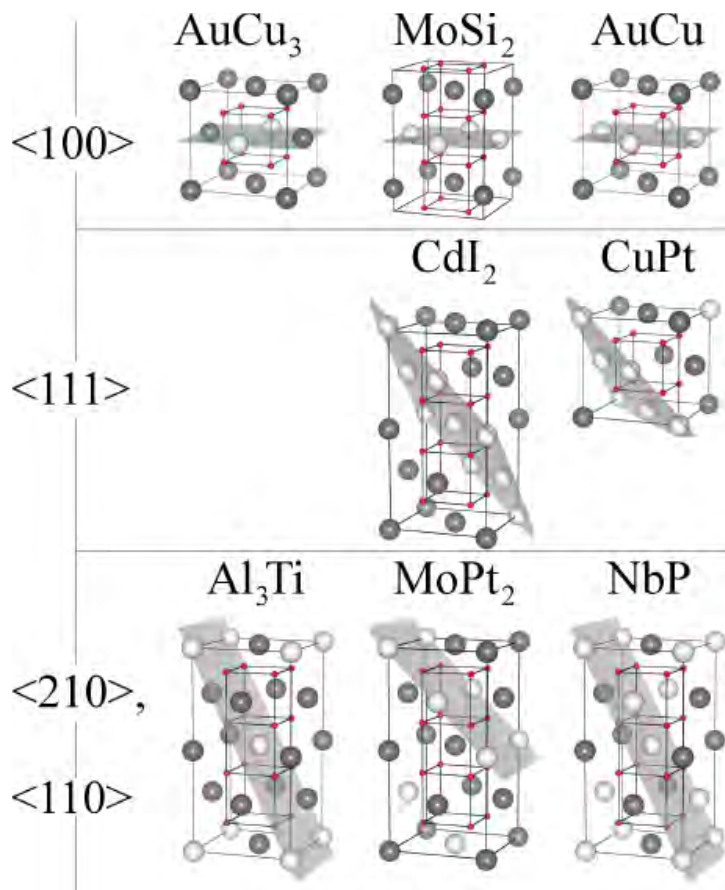 AuCu₃ MoSi₂ AuCu
<100>
CdI₂ CuPt
<111>
Al₃Ti MoPt₂ NbP
<210>,
<110>